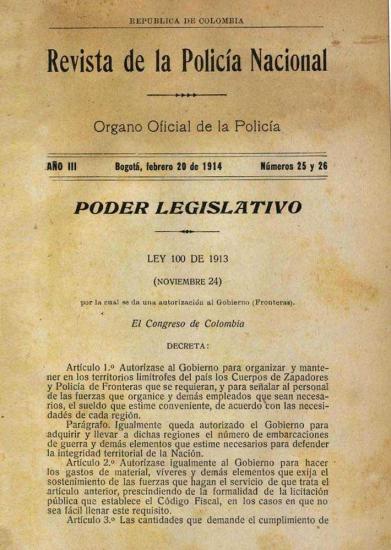 REPUBLICA DE COLOMBIA
Revista de la Policía Nacional
Organo Oficial de la Policía
AÑO III Bogotá, febrero 20 de 1914 Números 25 y 26
PODER LEGISLATIVO
LEY 100 DE 1913
(NOVIEMBRE 24)
por la cual se da una autorización al Gobierno (Fronteras).
El Congreso de Colombia
DECRETA:
Artículo 1.º Autorízase al Gobierno para organizar y mante-
ner en los territorios limítrofes del país los Cuerpos de Zapadores
y Policía de Fronteras que se requieran, y para señalar al personal
de las fuerzas que organice y demás empleados que sean necesa-
rios, el sueldo que estime conveniente, de acuerdo con las necesi-
dades de cada región.
Parágrafo. Igualmente queda autorizado el Gobierno para
adquirir y llevar a dichas regiones el número de embarcaciones
de guerra y demás elementos que estime necesarios para defender
la integridad territorial de la Nación.
Artículo 2.º Autorízase igualmente al Gobierno para hacer
los gastos de material, víveres y demás elementos que exija el
sostenimiento de las fuerzas que hagan el servicio de que trata el
artículo anterior, prescindiendo de la formalidad de la licitación
pública que establece el Código Fiscal, en los casos en que no
sea fácil llenar este requisito.
Artículo 3.º Las cantidades que demande el cumplimiento de